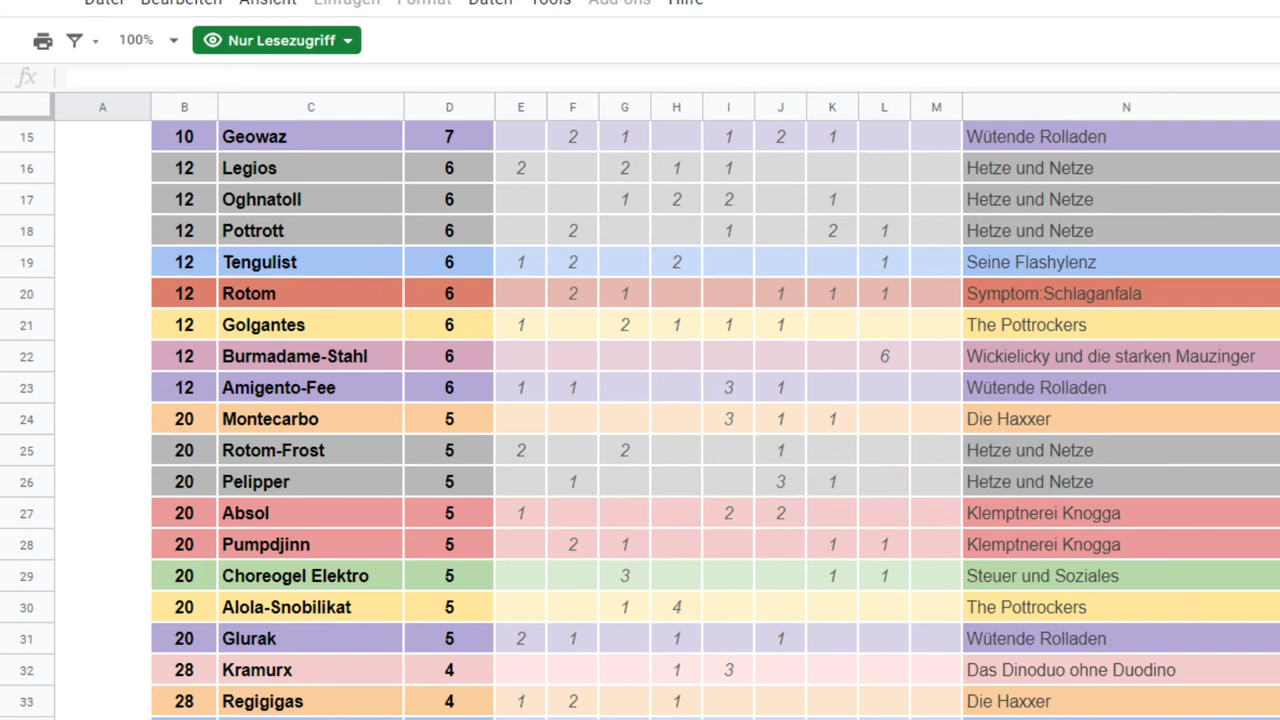 Datei Bearbeiten Ansicht Einfügen Format Daten Tools Add-ons Hilfe
100% Nur Lesezugriff
fx
A B C D E F G H I J K L M N
15 10 Geowaz 7 2 1 1 2 1 Wütende Rolladen
16 12 Legios 6 2 2 1 1 Hetze und Netze
17 12 Oghnatoll 6 1 2 2 1 Hetze und Netze
18 12 Pottrott 6 2 1 2 1 Hetze und Netze
19 12 Tengulist 6 1 2 2 1 Seine Flashylenz
20 12 Rotom 6 2 1 1 1 1 Symptom:Schlaganfala
21 12 Golgantes 6 1 2 1 1 1 The Pottrockers
22 12 Burmadame-Stahl 6 6 Wickielicky und die starken Mauzinger
23 12 Amigento-Fee 6 1 1 3 1 Wütende Rolladen
24 20 Montecarbo 5 3 1 1 Die Haxxer
25 20 Rotom-Frost 5 2 2 1 Hetze und Netze
26 20 Pelipper 5 1 3 1 Hetze und Netze
27 20 Absol 5 1 2 2 Klemptnerei Knogga
28 20 Pumpdjinn 5 2 1 1 1 Klemptnerei Knogga
29 20 Choreogel Elektro 5 3 1 1 Steuer und Soziales
30 20 Alola-Snobilikat 5 1 4 The Pottrockers
31 20 Glurak 5 2 1 1 1 Wütende Rolladen
32 28 Kramurx 4 1 3 Das Dinoduo ohne Duodino
33 28 Regigigas 4 1 2 1 Die Haxxer